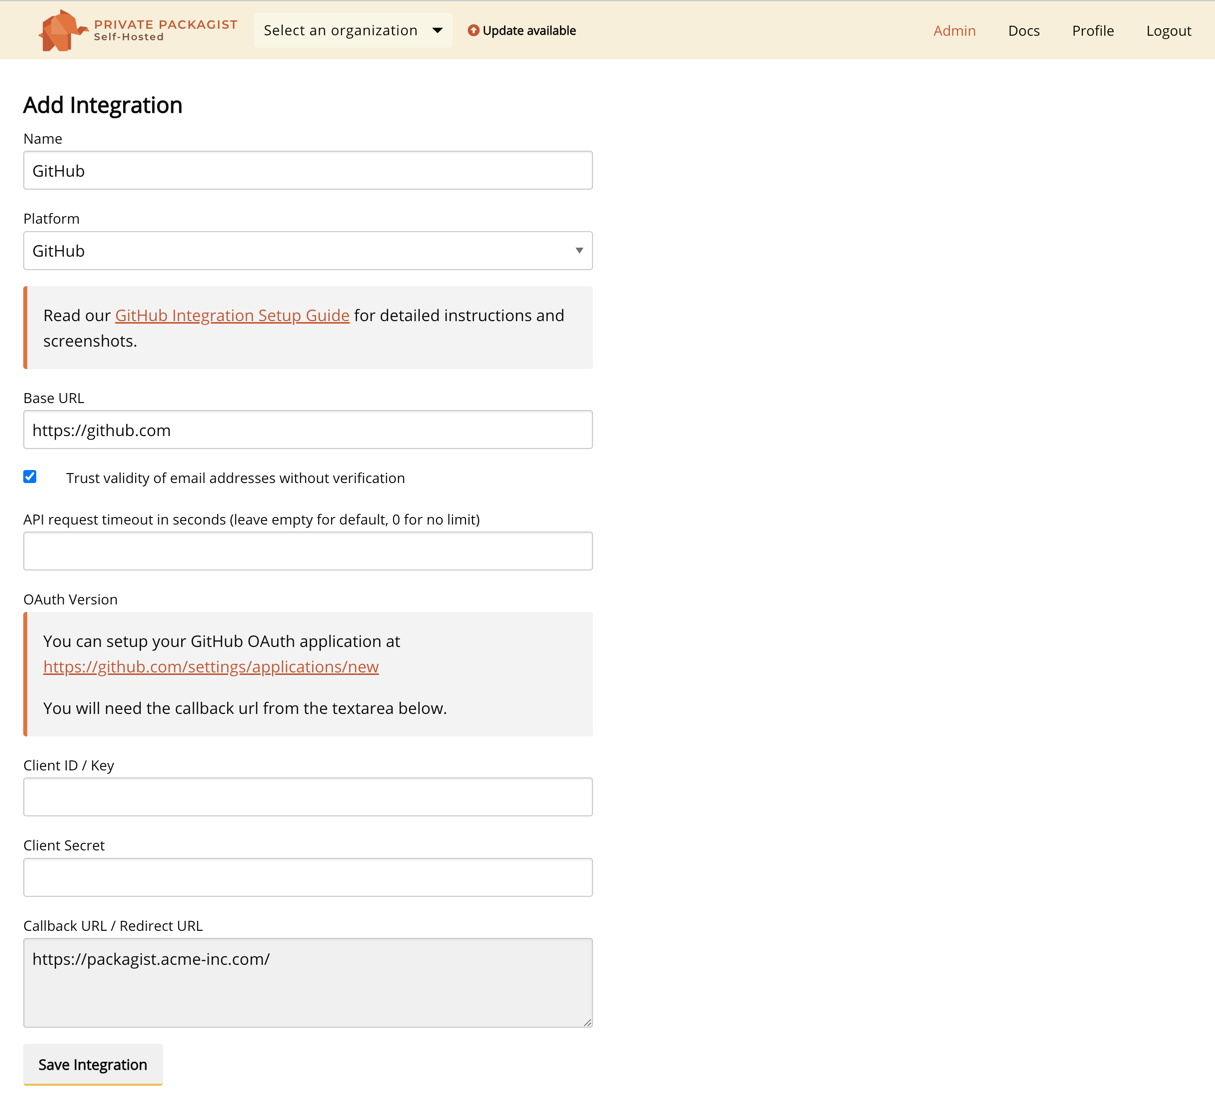 PRIVATE PACKAGIST
Self-Hosted
Select an organization
Update available
Admin
Docs
Profile
Logout
Add Integration
Name
GitHub
Platform
GitHub
Read our GitHub Integration Setup Guide for detailed instructions and
screenshots.
Base URL
https://github.com
Trust validity of email addresses without verification
API request timeout in seconds (leave empty for default, 0 for no limit)
OAuth Version
You can setup your GitHub OAuth application at
https://github.com/settings/applications/new
You will need the callback url from the textarea below.
Client ID / Key
Client Secret
Callback URL / Redirect URL
https://packagist.acme-inc.com/
Save Integration